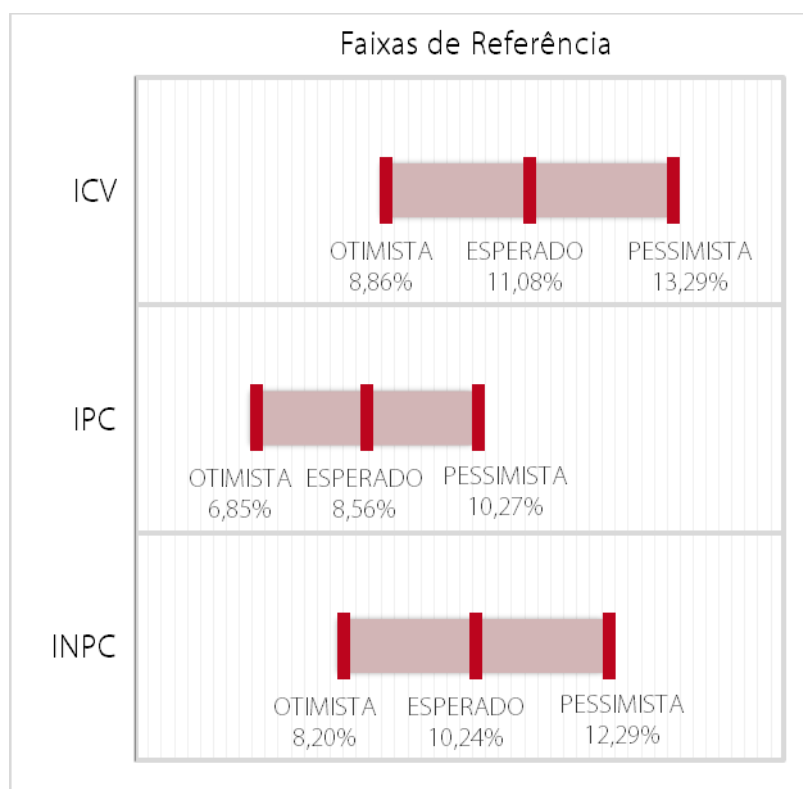 Faixas de Referência
ICV
OTIMISTA ESPERADO PESSIMISTA
8,86% 11,08% 13,29%
IPC
OTIMISTA ESPERADO PESSIMISTA
6,85% 8,56% 10,27%
INPC
OTIMISTA ESPERADO PESSIMISTA
8,20% 10,24% 12,29%